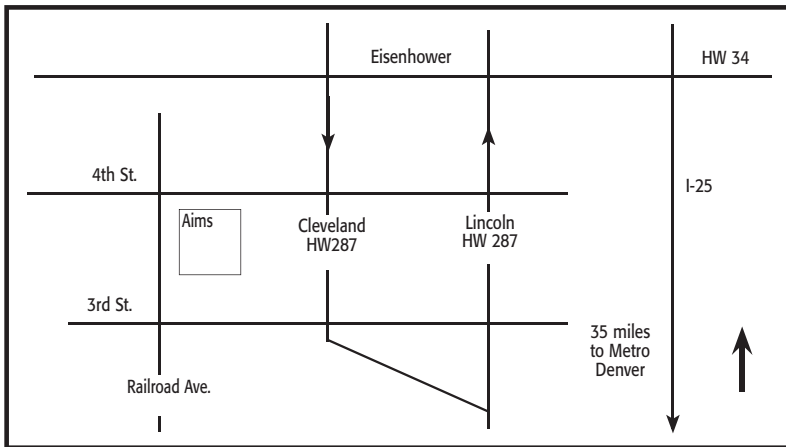 Eisenhower
HW 34
4th St.
I-25
Aims
Cleveland
HW287
Lincoln
HW 287
3rd St.
35 miles
to Metro
Denver
Railroad Ave.